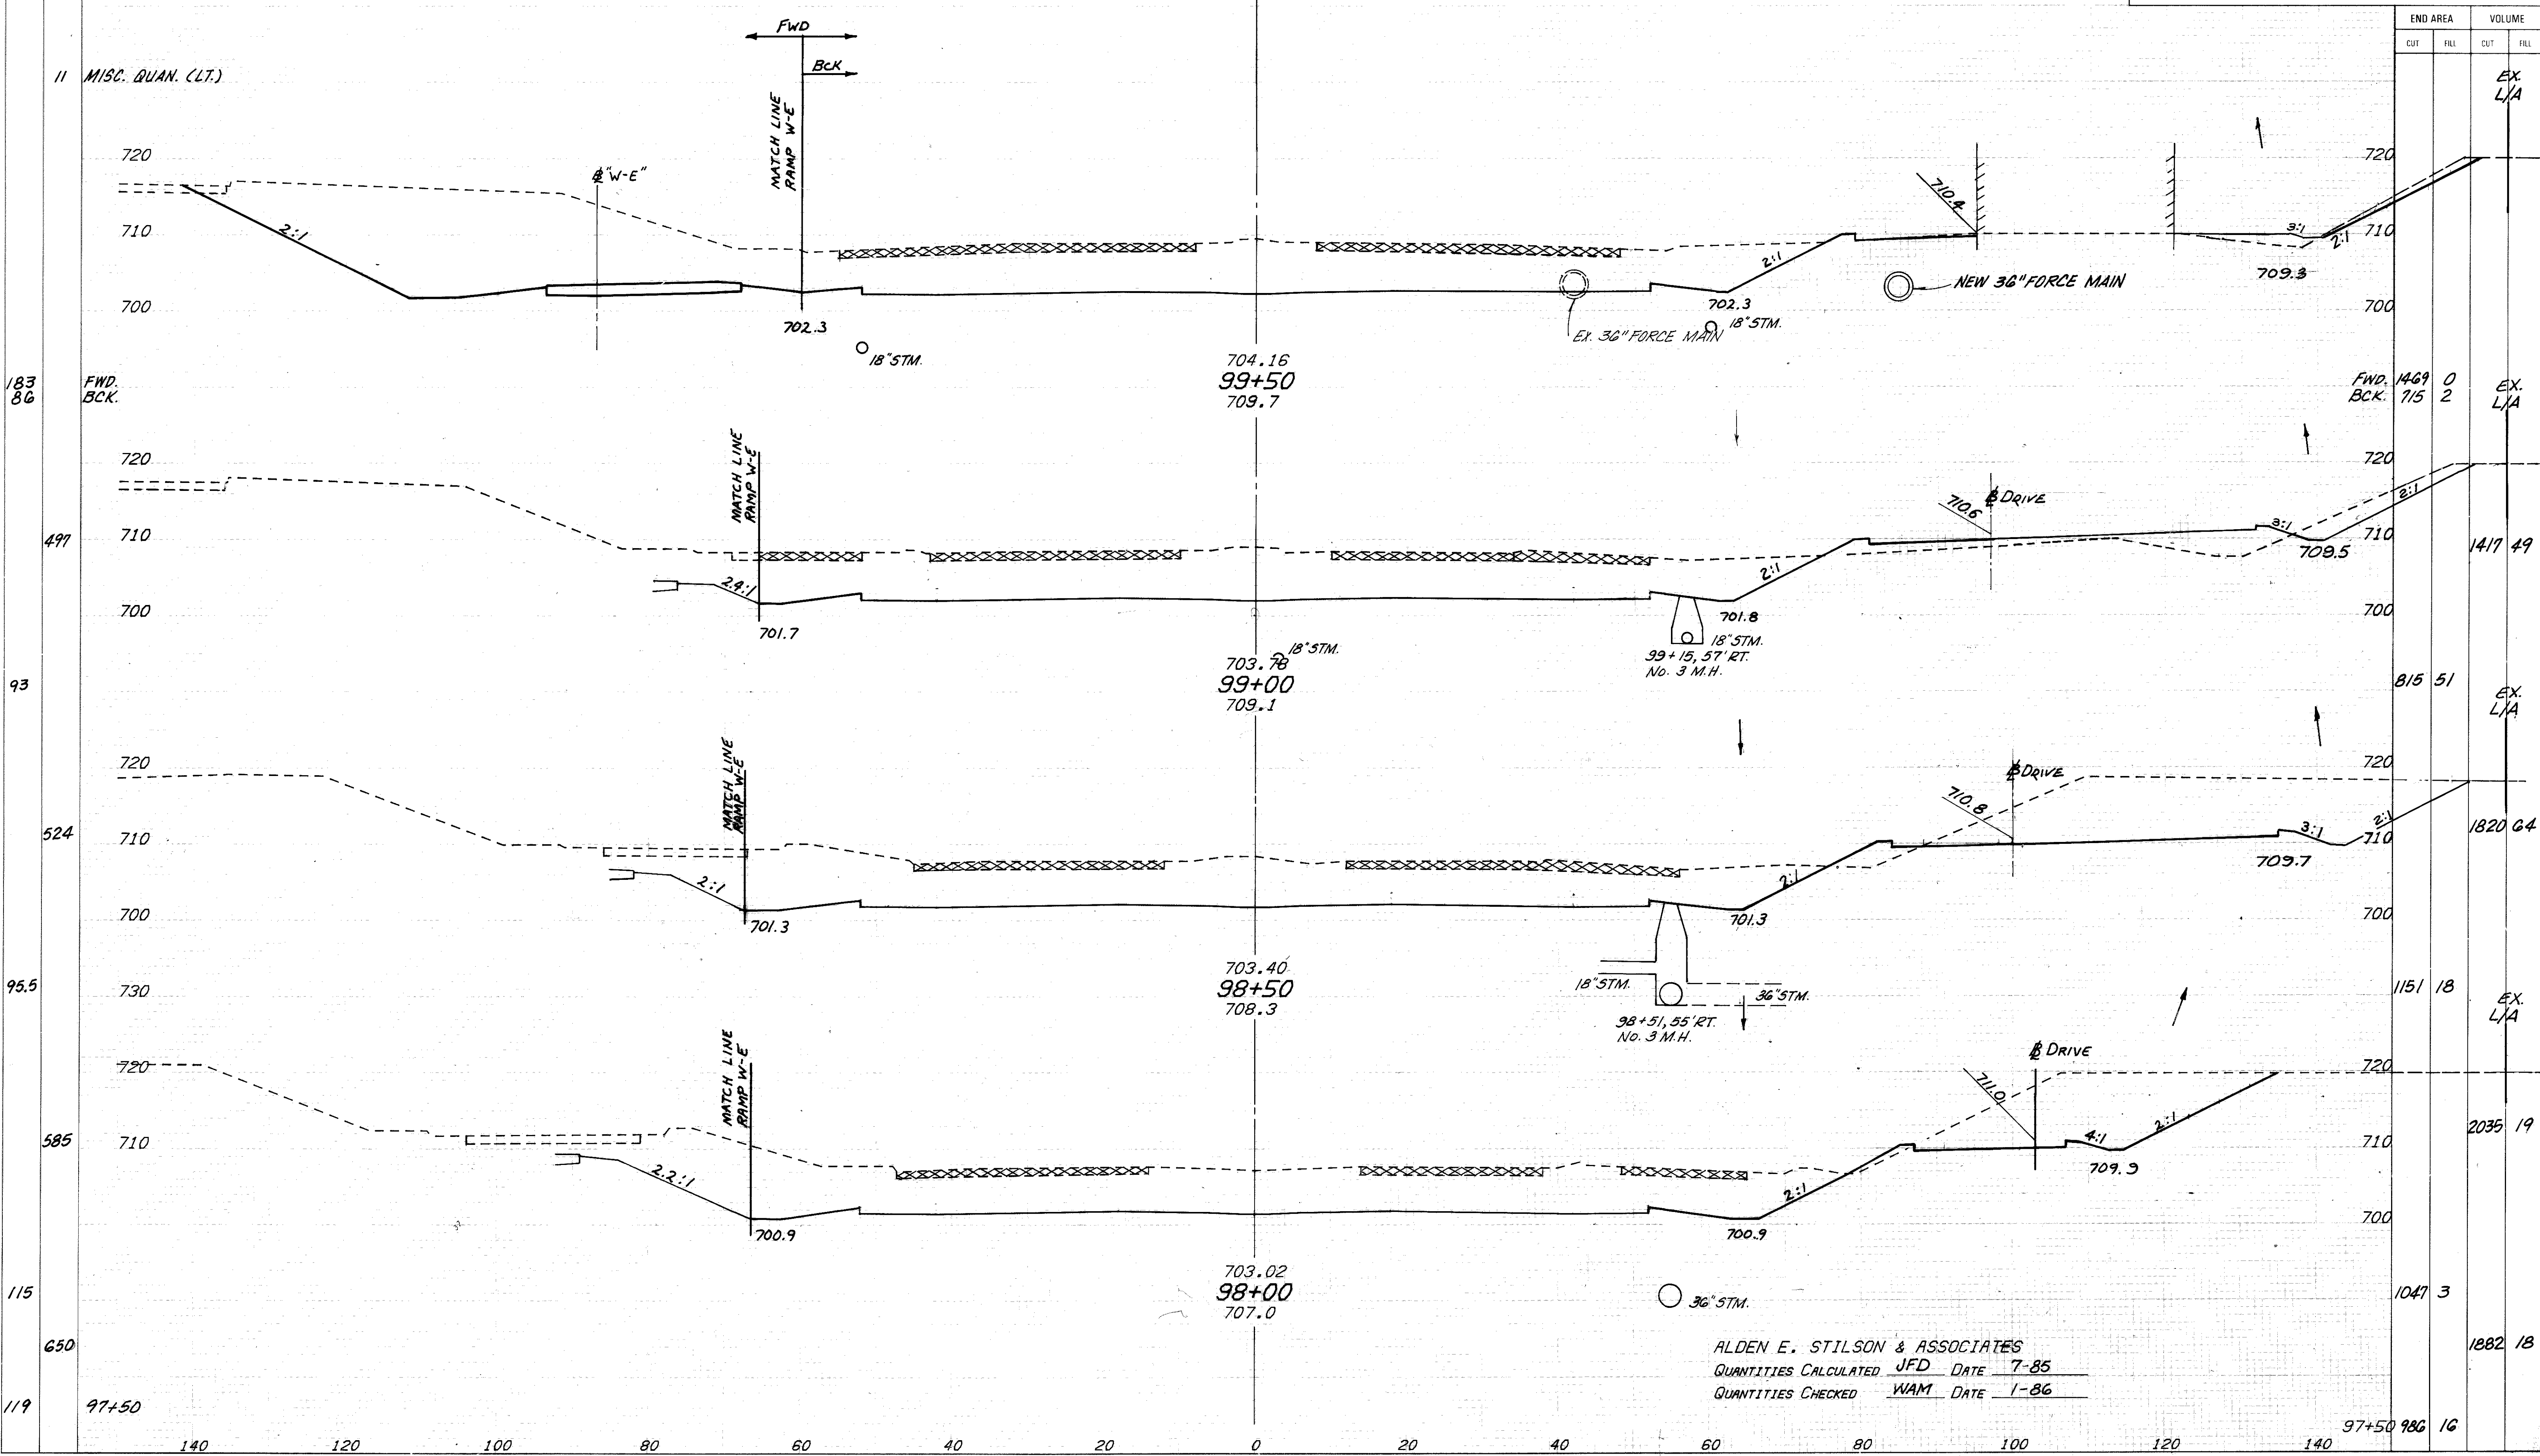 END AREA VOLUME
CUT FILL CUT FILL
FWD
BCK
11 MISC. QUAN. (LT.)
EX.
L/A
MATCH LINE
RAMP W-E
720 720
℄ "W-E"
710.4
2:1
710 710
3:1
2:1
2:1
709.3
NEW 36" FORCE MAIN
700 700
702.3
702.3
18" STM.
EX. 36" FORCE MAIN
18" STM.
704.16
99+50
709.7
183 FWD.
86 BCK.
FWD. 1469 0
BCK. 715 2
EX.
L/A
MATCH LINE
RAMP W-E
720 720
℄ DRIVE
710.6
2:1
497 710 710
3:1
709.5
1417 49
2.4:1
2:1
700 700
701.7
701.8
18" STM.
99+15, 57' RT.
No. 3 M.H.
18" STM.
703.78
99+00
709.1
93
815 51
EX.
L/A
MATCH LINE
RAMP W-E
720 720
℄ DRIVE
710.8
2:1
524 710 710
3:1
1820 64
709.7
2:1
2:1
700 700
701.3
701.3
703.40
98+50
708.3
18" STM.
36" STM.
98+51, 55' RT.
No. 3 M.H.
95.5 730
1151 18
EX.
L/A
MATCH LINE
RAMP W-E
℄ DRIVE
720 720
711.0
585 710 710
4:1
2:1
2035 19
709.9
2.2:1
2:1
700
700.9
700.9
703.02
98+00
707.0
36" STM.
115
1047 3
650
1882 18
ALDEN E. STILSON & ASSOCIATES
QUANTITIES CALCULATED JFD DATE 7-85
QUANTITIES CHECKED WAM DATE 1-86
119 97+50
97+50 986 16
140 120 100 80 60 40 20 0 20 40 60 80 100 120 140